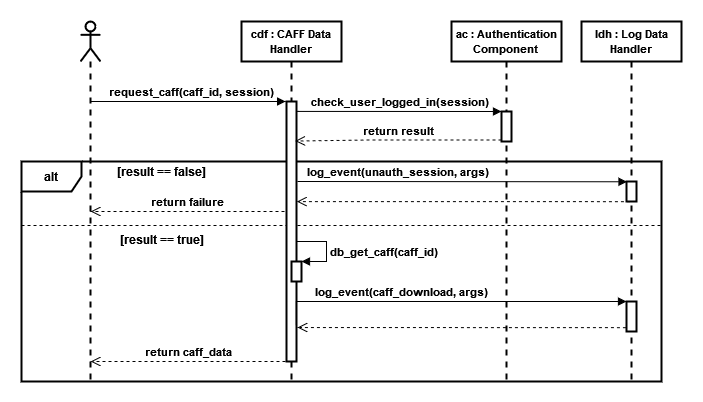 cdf : CAFF Data
Handler
ac : Authentication
Component
ldh : Log Data
Handler
request_caff(caff_id, session)
check_user_logged_in(session)
return result
alt
[result == false]
log_event(unauth_session, args)
return failure
[result == true]
db_get_caff(caff_id)
log_event(caff_download, args)
return caff_data